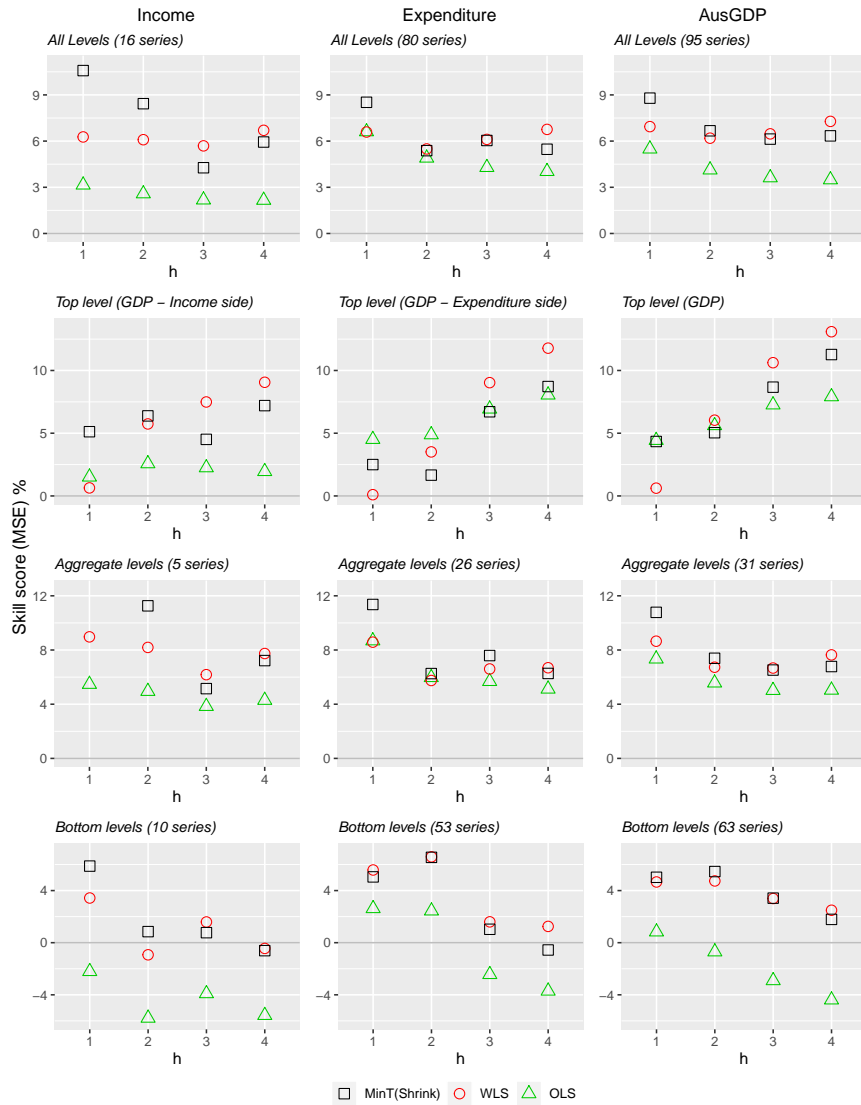 Income Expenditure AusGDP
All Levels (16 series) All Levels (80 series) All Levels (95 series)
9 9 9
6 6 6
3 3 3
0 0 0
1 2 3 4 1 2 3 4 1 2 3 4
h h h
Top level (GDP − Income side) Top level (GDP − Expenditure side) Top level (GDP)
10 10 10
5 5 5
0 0 0
1 2 3 4 1 2 3 4 1 2 3 4
h h h
Skill score (MSE) %
Aggregate levels (5 series) Aggregate levels (26 series) Aggregate levels (31 series)
12 12 12
8 8 8
4 4 4
0 0 0
1 2 3 4 1 2 3 4 1 2 3 4
h h h
Bottom levels (10 series) Bottom levels (53 series) Bottom levels (63 series)
4 4 4
0 0 0
−4 −4 −4
1 2 3 4 1 2 3 4 1 2 3 4
h h h
MinT(Shrink) WLS OLS